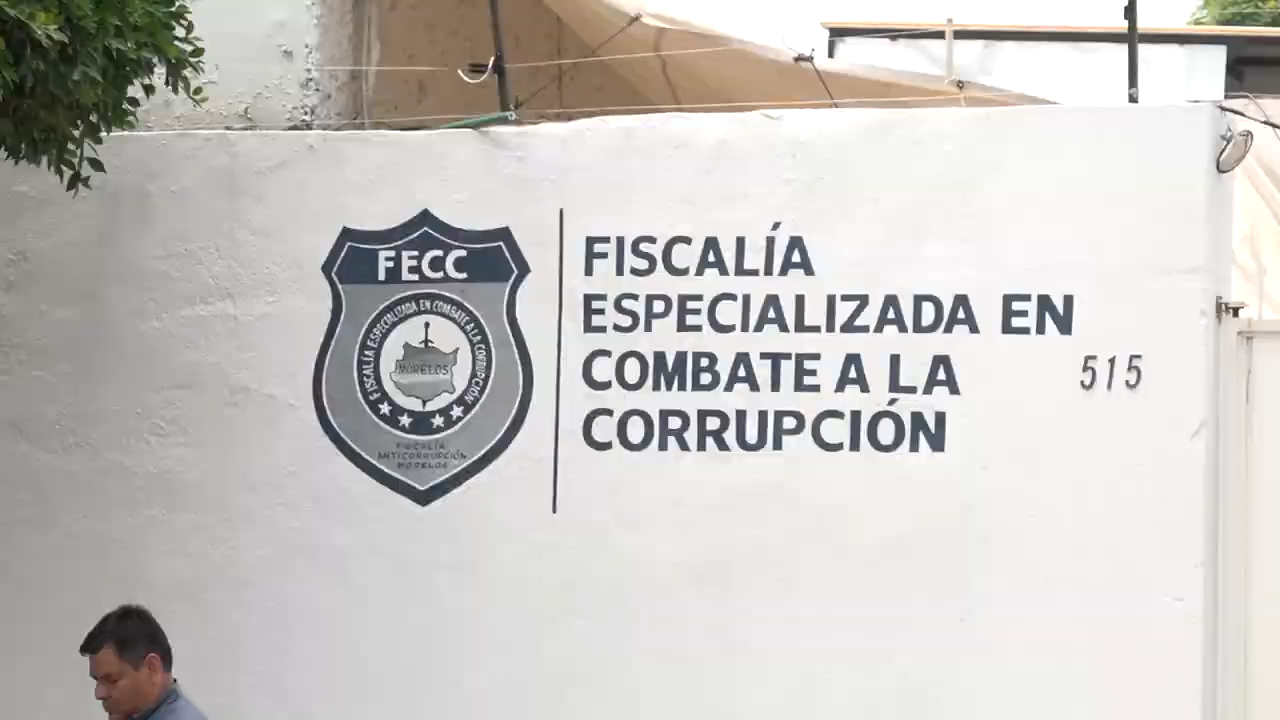 FECC
FISCALÍA ESPECIALIZADA EN COMBATE A LA CORRUPCIÓN
MORELOS
FISCALÍA
ANTICORRUPCIÓN
MORELOS
FISCALÍA
ESPECIALIZADA EN
COMBATE A LA
CORRUPCIÓN
515